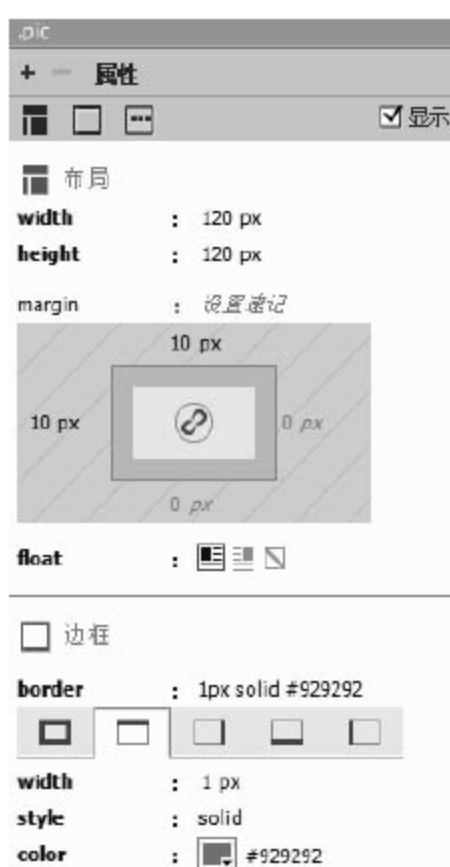 .pic
+ − 属性
显示
布局
width : 120 px
height : 120 px
margin : 设置速记
10 px
10 px
0 px
0 px
float :
边框
border : 1px solid #929292
width : 1 px
style : solid
color : #929292